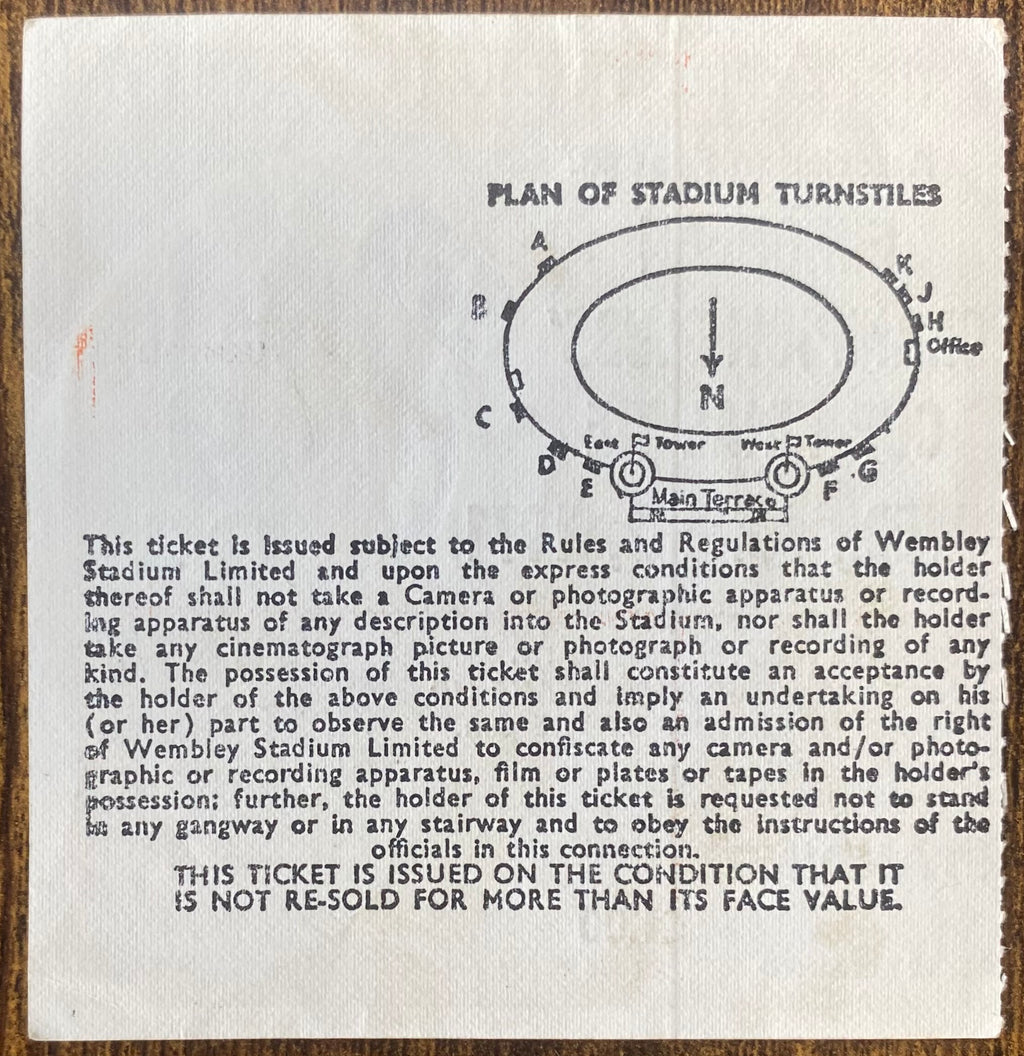 PLAN OF STADIUM TURNSTILES
A
K
B
J
H
Office
N
C
East Tower West Tower
D
G
E
F
Main Terrace
This ticket is issued subject to the Rules and Regulations of Wembley
Stadium Limited and upon the express conditions that the holder
thereof shall not take a Camera or photographic apparatus or record-
ing apparatus of any description into the Stadium, nor shall the holder
take any cinematograph picture or photograph or recording of any
kind. The possession of this ticket shall constitute an acceptance by
the holder of the above conditions and imply an undertaking on his
(or her) part to observe the same and also an admission of the right
of Wembley Stadium Limited to confiscate any camera and/or photo-
graphic or recording apparatus, film or plates or tapes in the holder's
possession; further, the holder of this ticket is requested not to stand
in any gangway or in any stairway and to obey the instructions of the
officials in this connection.
THIS TICKET IS ISSUED ON THE CONDITION THAT IT
IS NOT RE-SOLD FOR MORE THAN ITS FACE VALUE.